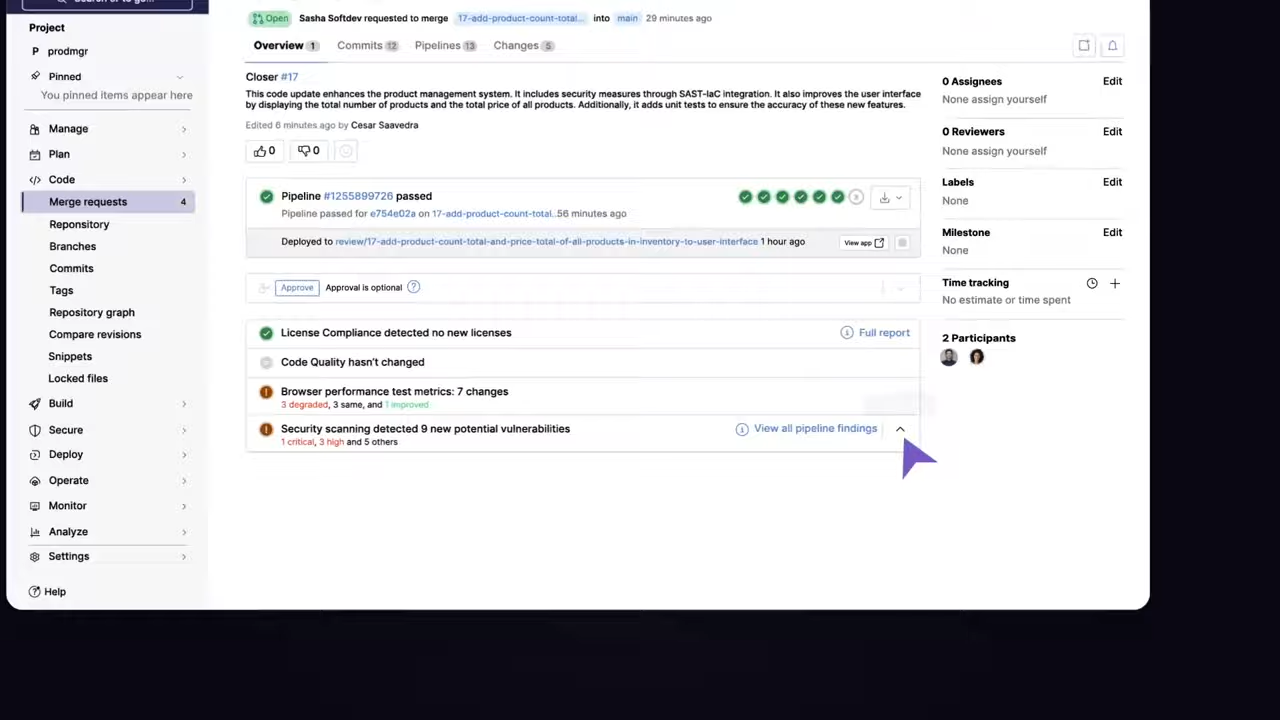 Search or to go...
Project
P prodmgr
Pinned
You pinned items appear here
Manage
Plan
Code
Merge requests 4
Reponsitory
Branches
Commits
Tags
Repository graph
Compare revisions
Snippets
Locked files
Build
Secure
Deploy
Operate
Monitor
Analyze
Settings
Help
Open Sasha Softdev requested to merge 17-add-product-count-total... into main 29 minutes ago
Overview 1 Commits 12 Pipelines 13 Changes 5
Closer #17
This code update enhances the product management system. It includes security measures through SAST-IaC integration. It also improves the user interface
by displaying the total number of products and the total price of all products. Additionally, it adds unit tests to ensure the accuracy of these new features.
Edited 6 minutes ago by Cesar Saavedra
0 0
Pipeline #1255899726 passed
Pipeline passed for e754e02a on 17-add-product-count-total..56 minutes ago
Deployed to review/17-add-product-count-total-and-price-total-of-all-products-in-inventory-to-user-interface 1 hour ago View app
Approve Approval is optional ?
License Compliance detected no new licenses Full report
Code Quality hasn't changed
Browser performance test metrics: 7 changes
3 degraded, 3 same, and 1 improved
Security scanning detected 9 new potential vulnerabilities View all pipeline findings
1 critical, 3 high and 5 others
0 Assignees Edit
None assign yourself
0 Reviewers Edit
None assign yourself
Labels Edit
None
Milestone Edit
None
Time tracking
No estimate or time spent
2 Participants